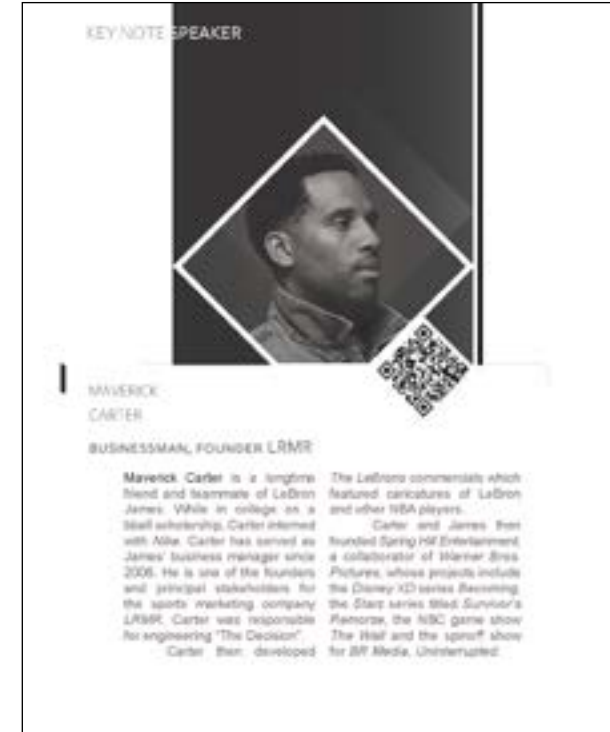 KEY NOTE SPEAKER
MAVERICK
CARTER
BUSINESSMAN, FOUNDER LRMR
Maverick Carter is a longtime
friend and teammate of LeBron
James. While in college on a
bball scholorship, Carter interned
with Nike. Carter has served as
James' business manager since
2006. He is one of the founders
and principal stakeholders for
the sports marketing company
LRMR. Carter was responsible
for engineering "The Decision".
Carter then developed
The LeBrons commercials which
featured caricatures of LeBron
and other NBA players.
Carter and James then
founded Spring Hill Entertainment,
a collaborator of Warner Bros.
Pictures, whose projects include
the Disney XD series Becoming,
the Starz series titled Survivor's
Remorse, the NBC game show
The Wall and the spinoff show
for BR Media, Uninterrupted.